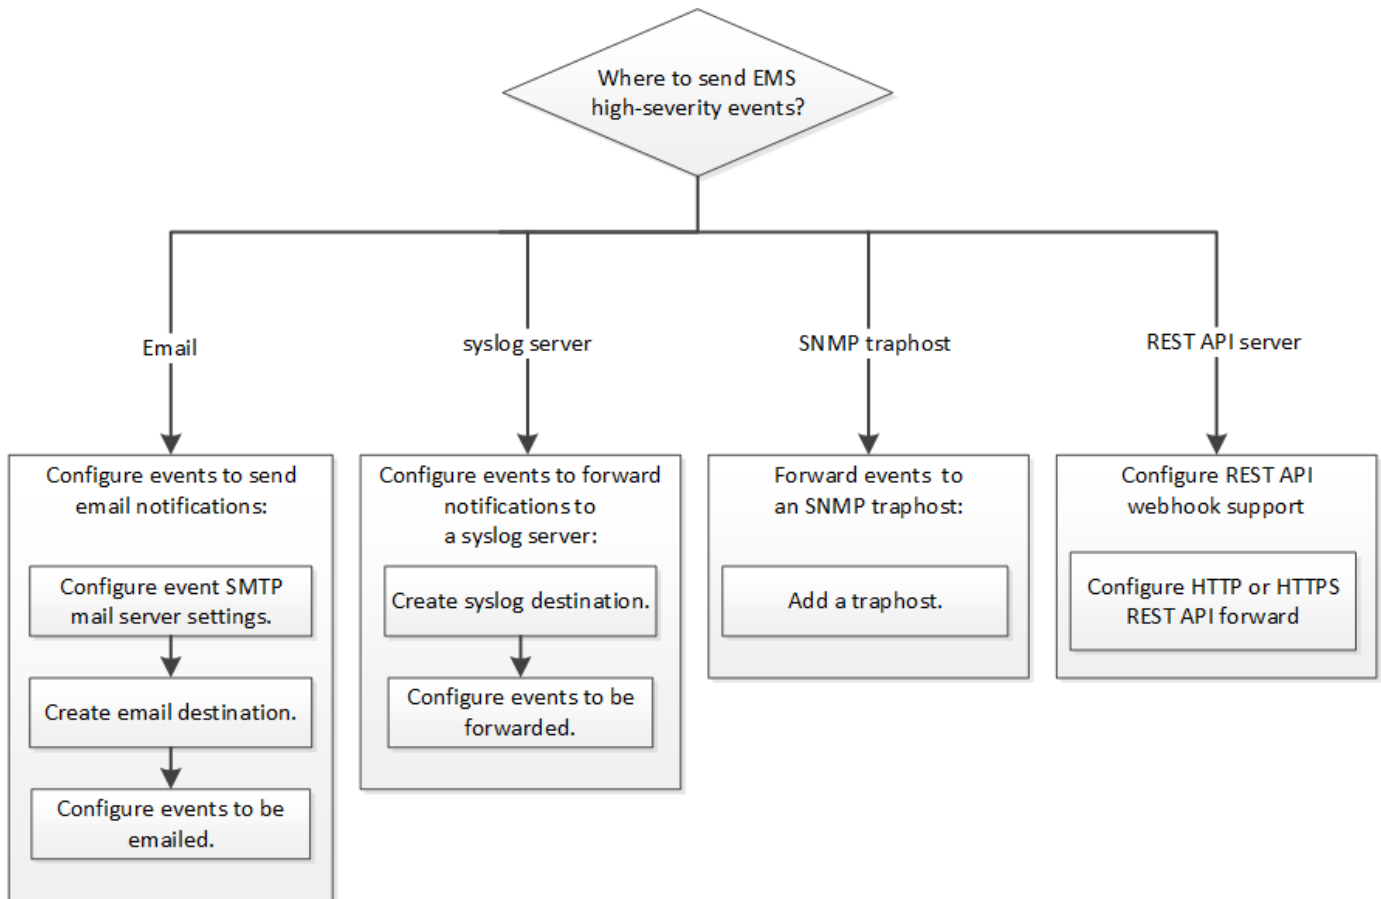 Where to send EMS
high-severity events?
Email
syslog server
SNMP traphost
REST API server
Configure events to send
email notifications:
Configure event SMTP
mail server settings.
Create email destination.
Configure events to be
emailed.
Configure events to forward
notifications to
a syslog server:
Create syslog destination.
Configure events to be
forwarded.
Forward events to
an SNMP traphost:
Add a traphost.
Configure REST API
webhook support
Configure HTTP or HTTPS
REST API forward